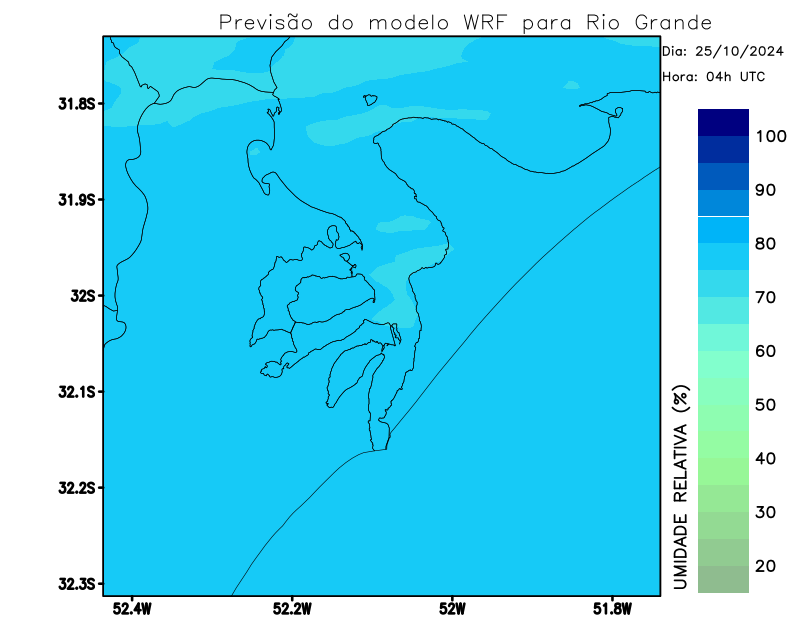 Previsão do modelo WRF para Rio Grande
Dia: 25/10/2024
Hora: 04h UTC
31.8S
31.9S
32S
32.1S
32.2S
32.3S
52.4W
52.2W
52W
51.8W
100
90
80
70
60
50
40
30
20
UMIDADE RELATIVA (%)